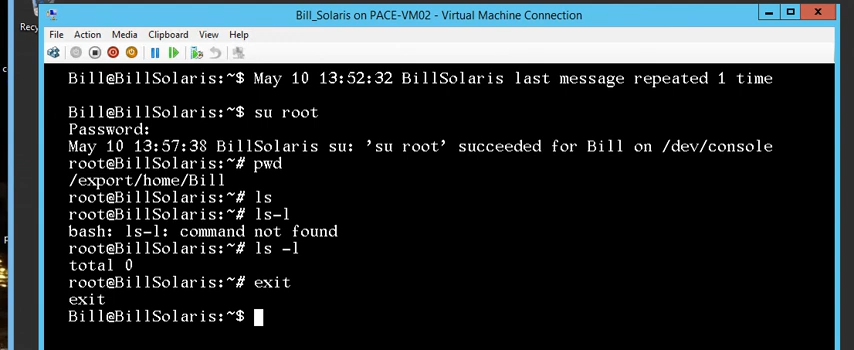 Recy
Bill_Solaris on PACE-VM02 - Virtual Machine Connection
File Action Media Clipboard View Help
Bill@BillSolaris:~$ May 10 13:52:32 BillSolaris last message repeated 1 time
Bill@BillSolaris:~$ su root
Password:
May 10 13:57:38 BillSolaris su: 'su root' succeeded for Bill on /dev/console
root@BillSolaris:~# pwd
/export/home/Bill
root@BillSolaris:~# ls
root@BillSolaris:~# ls-l
bash: ls-l: command not found
root@BillSolaris:~# ls -l
total 0
root@BillSolaris:~# exit
exit
Bill@BillSolaris:~$